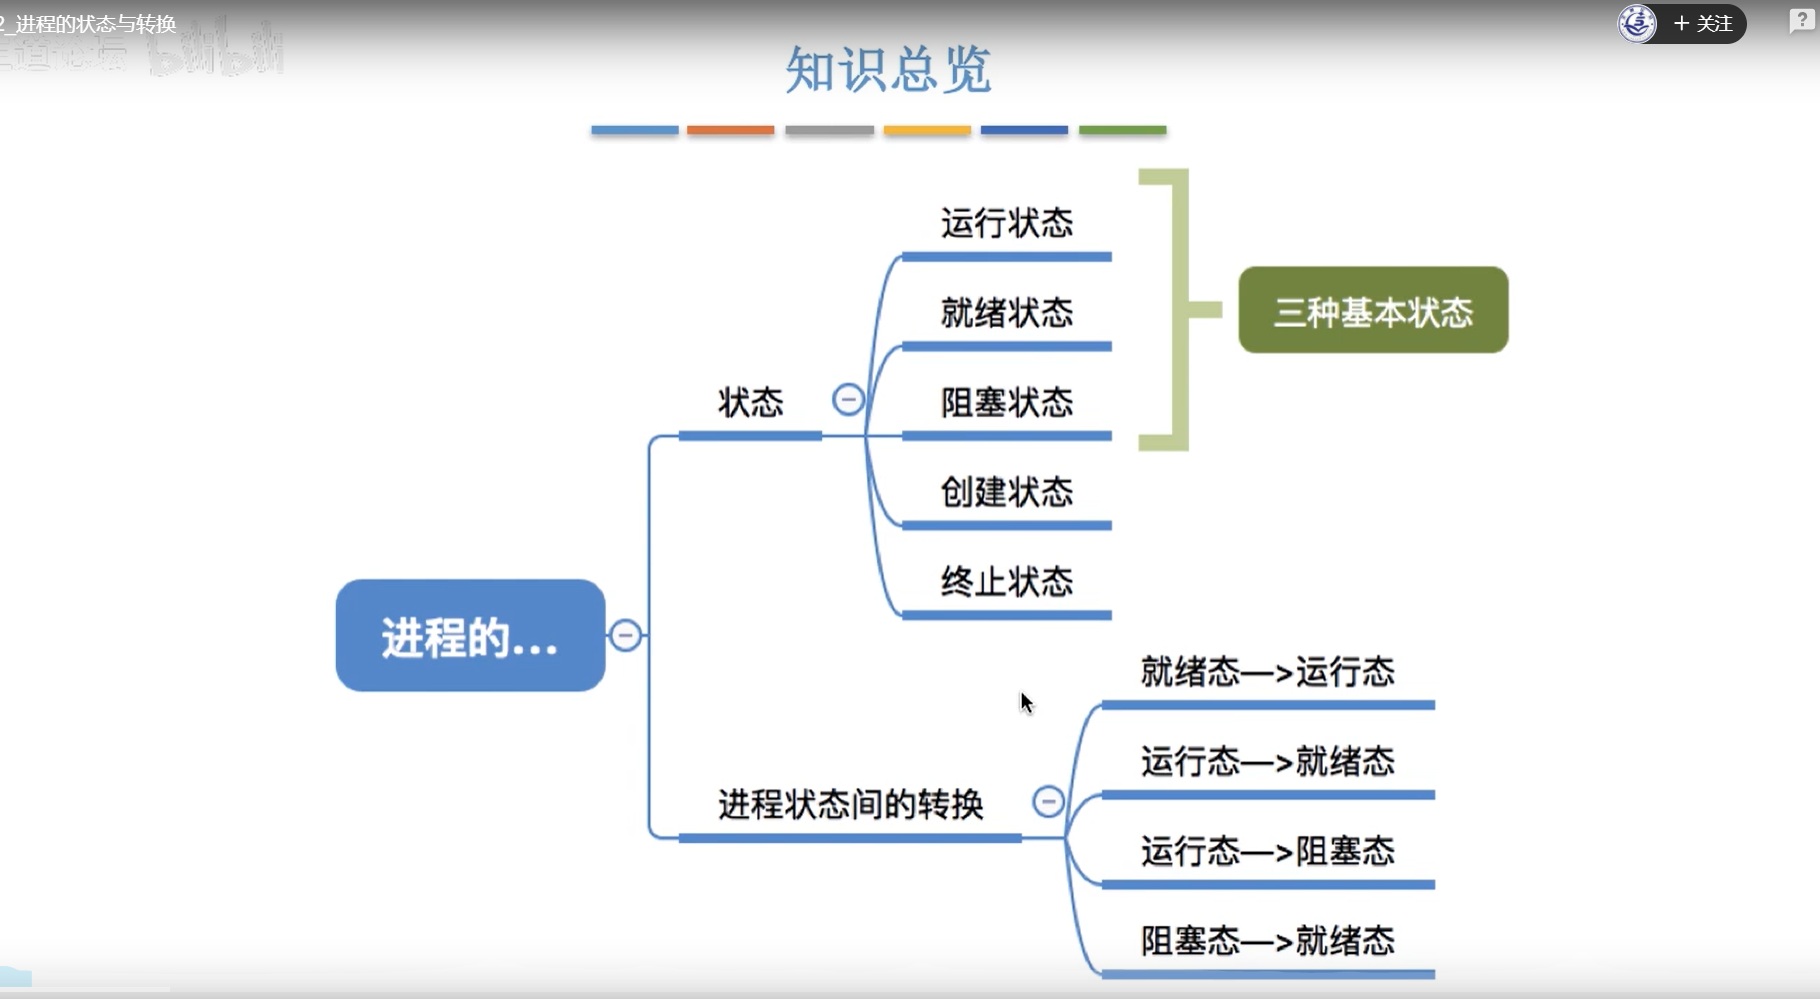 2_进程的状态与转换
+ 关注
?
bilibili
知识总览
运行状态
就绪状态
三种基本状态
阻塞状态
状态
创建状态
终止状态
进程的...
就绪态—>运行态
运行态—>就绪态
进程状态间的转换
运行态—>阻塞态
阻塞态—>就绪态